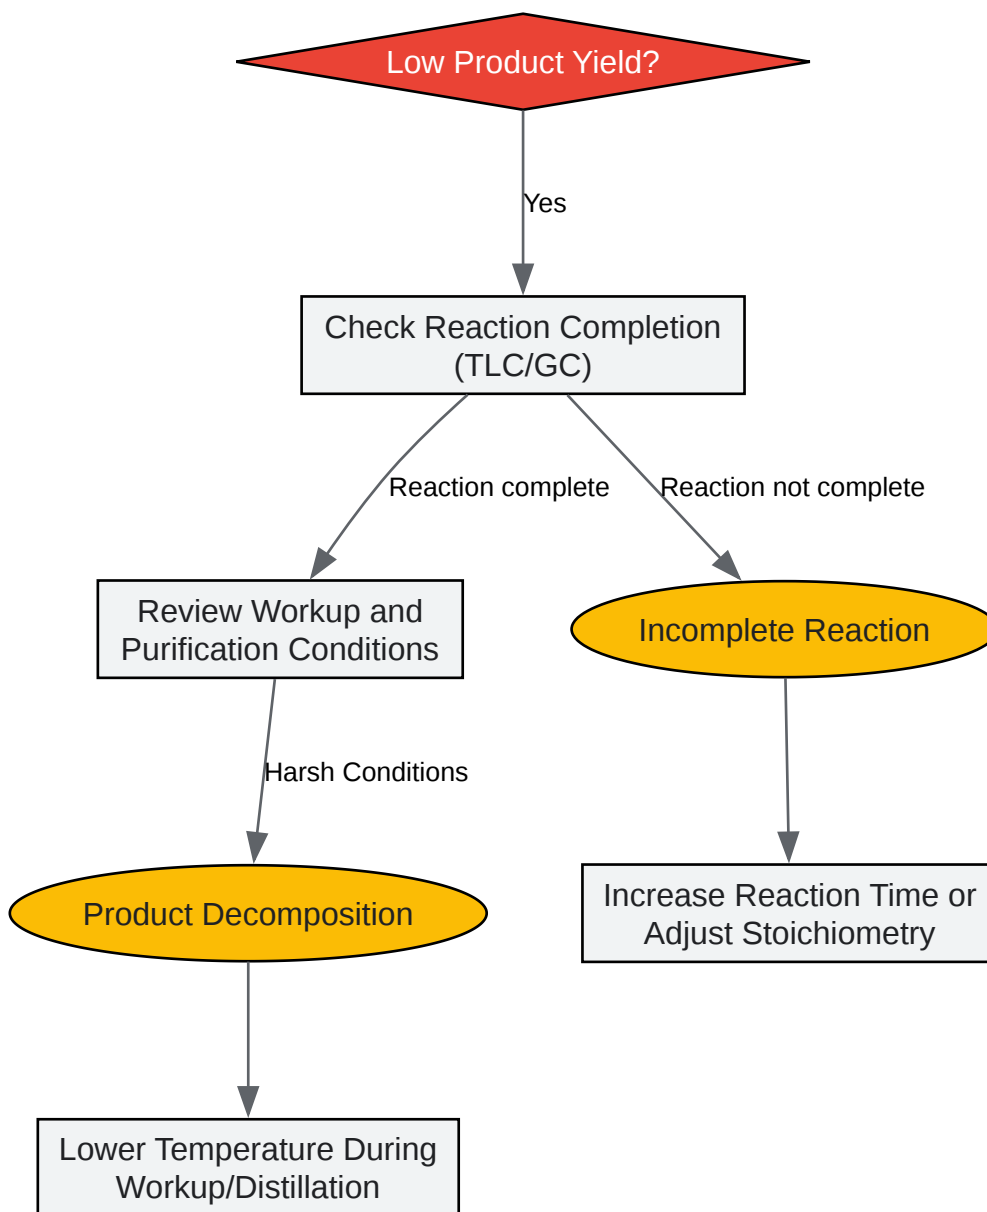 Low Product Yield?
Yes
Check Reaction Completion
(TLC/GC)
Reaction complete
Reaction not complete
Review Workup and
Purification Conditions
Incomplete Reaction
Harsh Conditions
Product Decomposition
Increase Reaction Time or
Adjust Stoichiometry
Lower Temperature During
Workup/Distillation